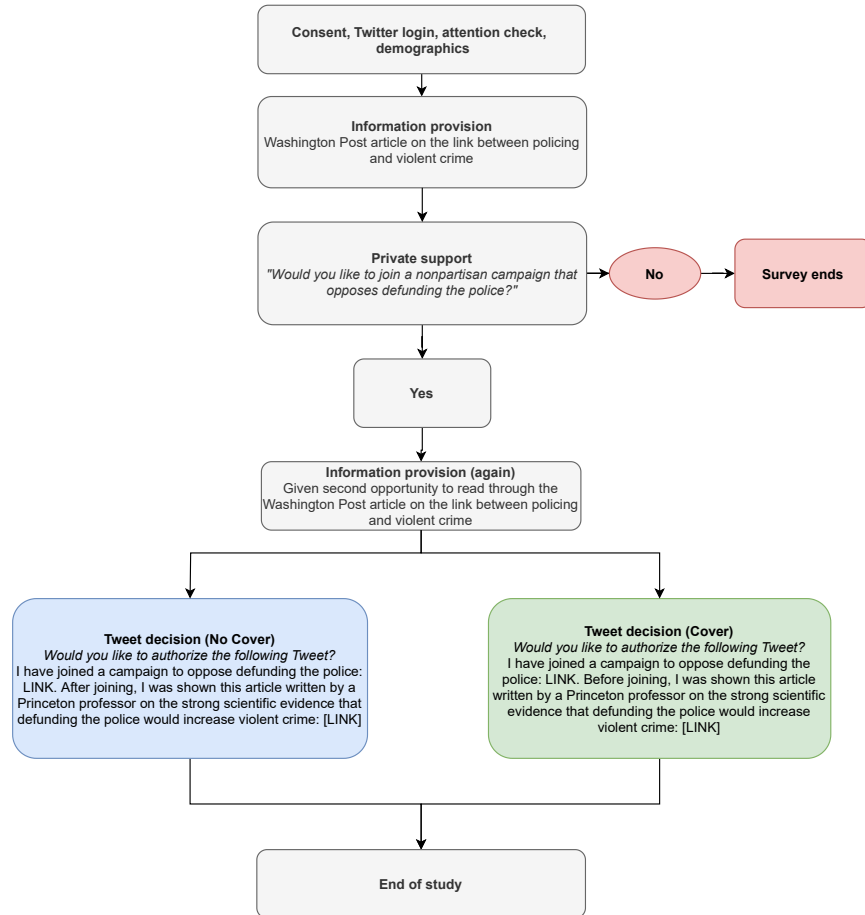 Consent, Twitter login, attention check,
demographics
Information provision
Washington Post article on the link between policing
and violent crime
Private support
"Would you like to join a nonpartisan campaign that
opposes defunding the police?"
No
Survey ends
Yes
Information provision (again)
Given second opportunity to read through the
Washington Post article on the link between policing
and violent crime
Tweet decision (No Cover)
Would you like to authorize the following Tweet?
I have joined a campaign to oppose defunding the police:
LINK. After joining, I was shown this article written by a
Princeton professor on the strong scientific evidence that
defunding the police would increase violent crime: [LINK]
Tweet decision (Cover)
Would you like to authorize the following Tweet?
I have joined a campaign to oppose defunding the
police: LINK. Before joining, I was shown this article
written by a Princeton professor on the strong scientific
evidence that defunding the police would increase
violent crime: [LINK]
End of study